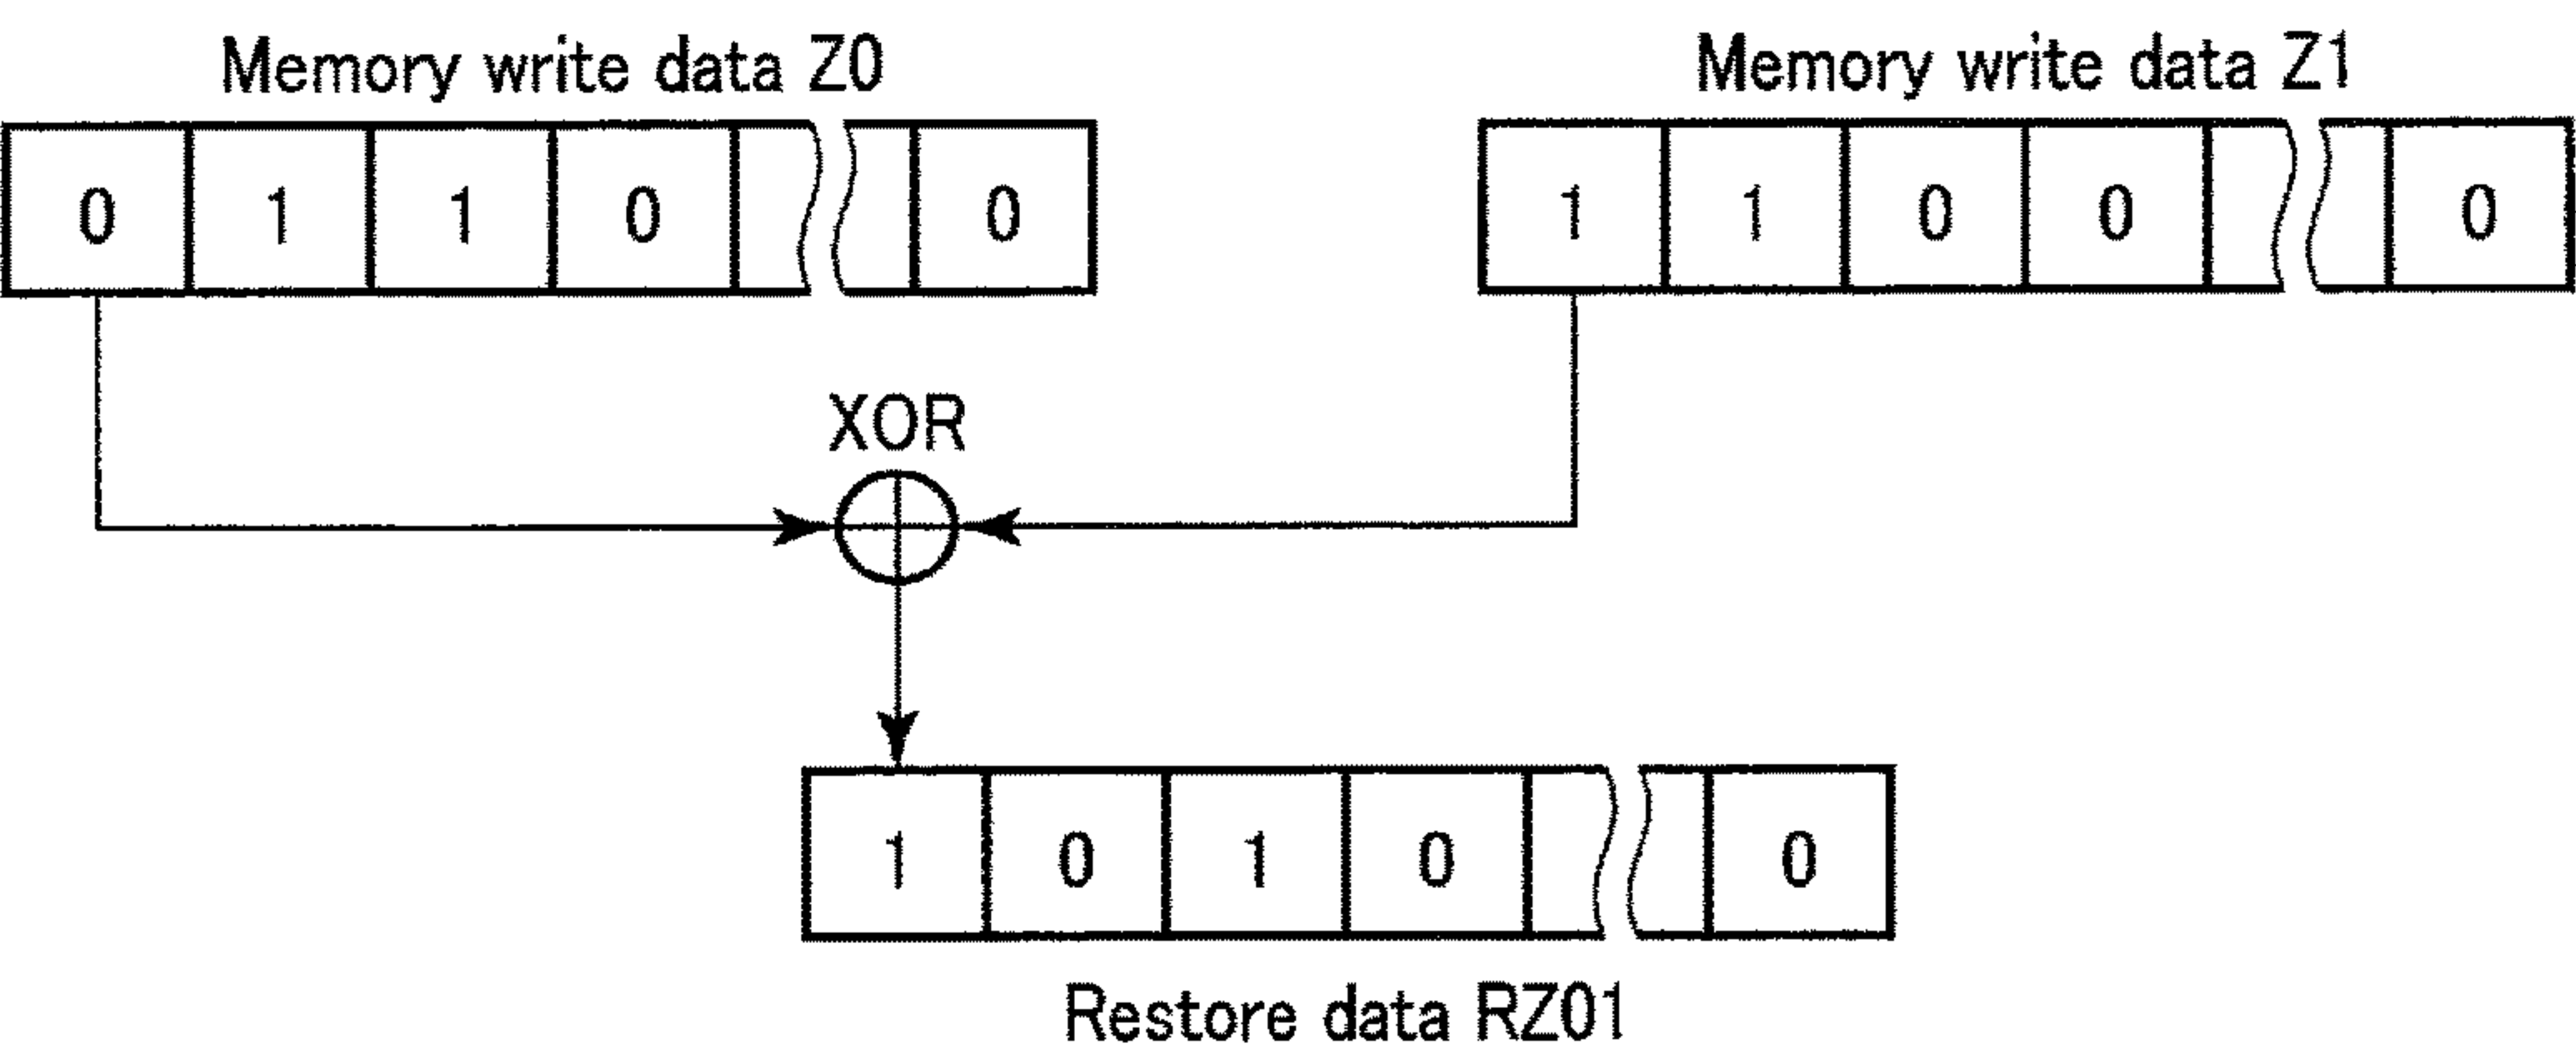 Memory write data Z0
Memory write data Z1
0 1 1 0 0
1 1 0 0 0
XOR
1 0 1 0 0
Restore data RZ01